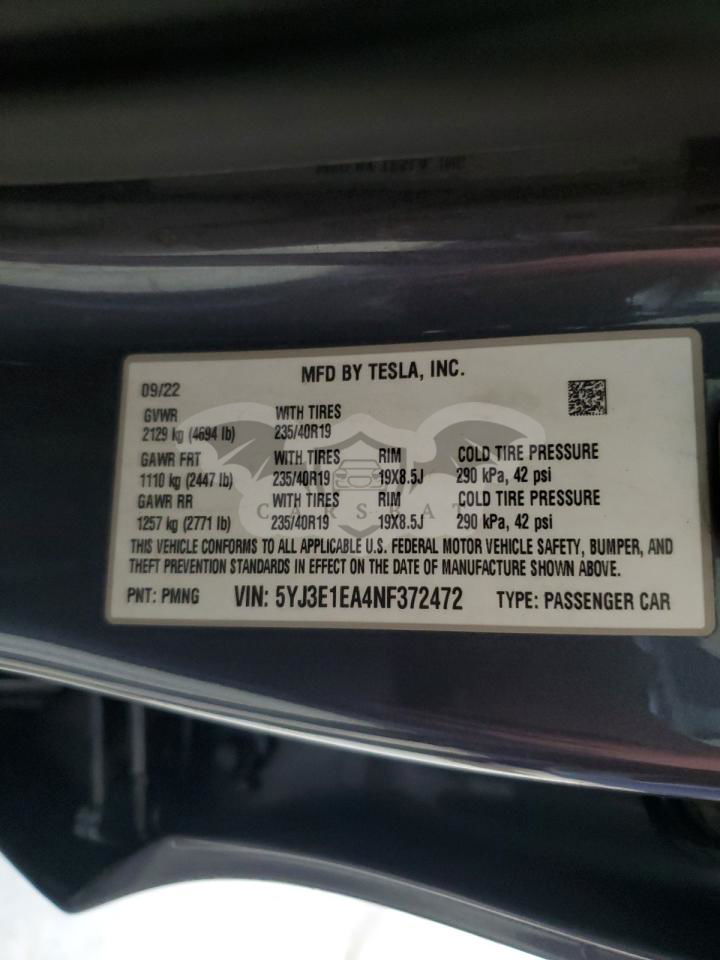 MFD BY TESLA, INC.
09/22
GVWR WITH TIRES
2129 kg (4694 lb) 235/40R19
GAWR FRT WITH TIRES RIM COLD TIRE PRESSURE
1110 kg (2447 lb) 235/40R19 19X8.5J 290 kPa, 42 psi
GAWR RR WITH TIRES RIM COLD TIRE PRESSURE
1257 kg (2771 lb) 235/40R19 19X8.5J 290 kPa, 42 psi
THIS VEHICLE CONFORMS TO ALL APPLICABLE U.S. FEDERAL MOTOR VEHICLE SAFETY, BUMPER, AND
THEFT PREVENTION STANDARDS IN EFFECT ON THE DATE OF MANUFACTURE SHOWN ABOVE.
PNT: PMNG VIN: 5YJ3E1EA4NF372472 TYPE: PASSENGER CAR
CARSBAT